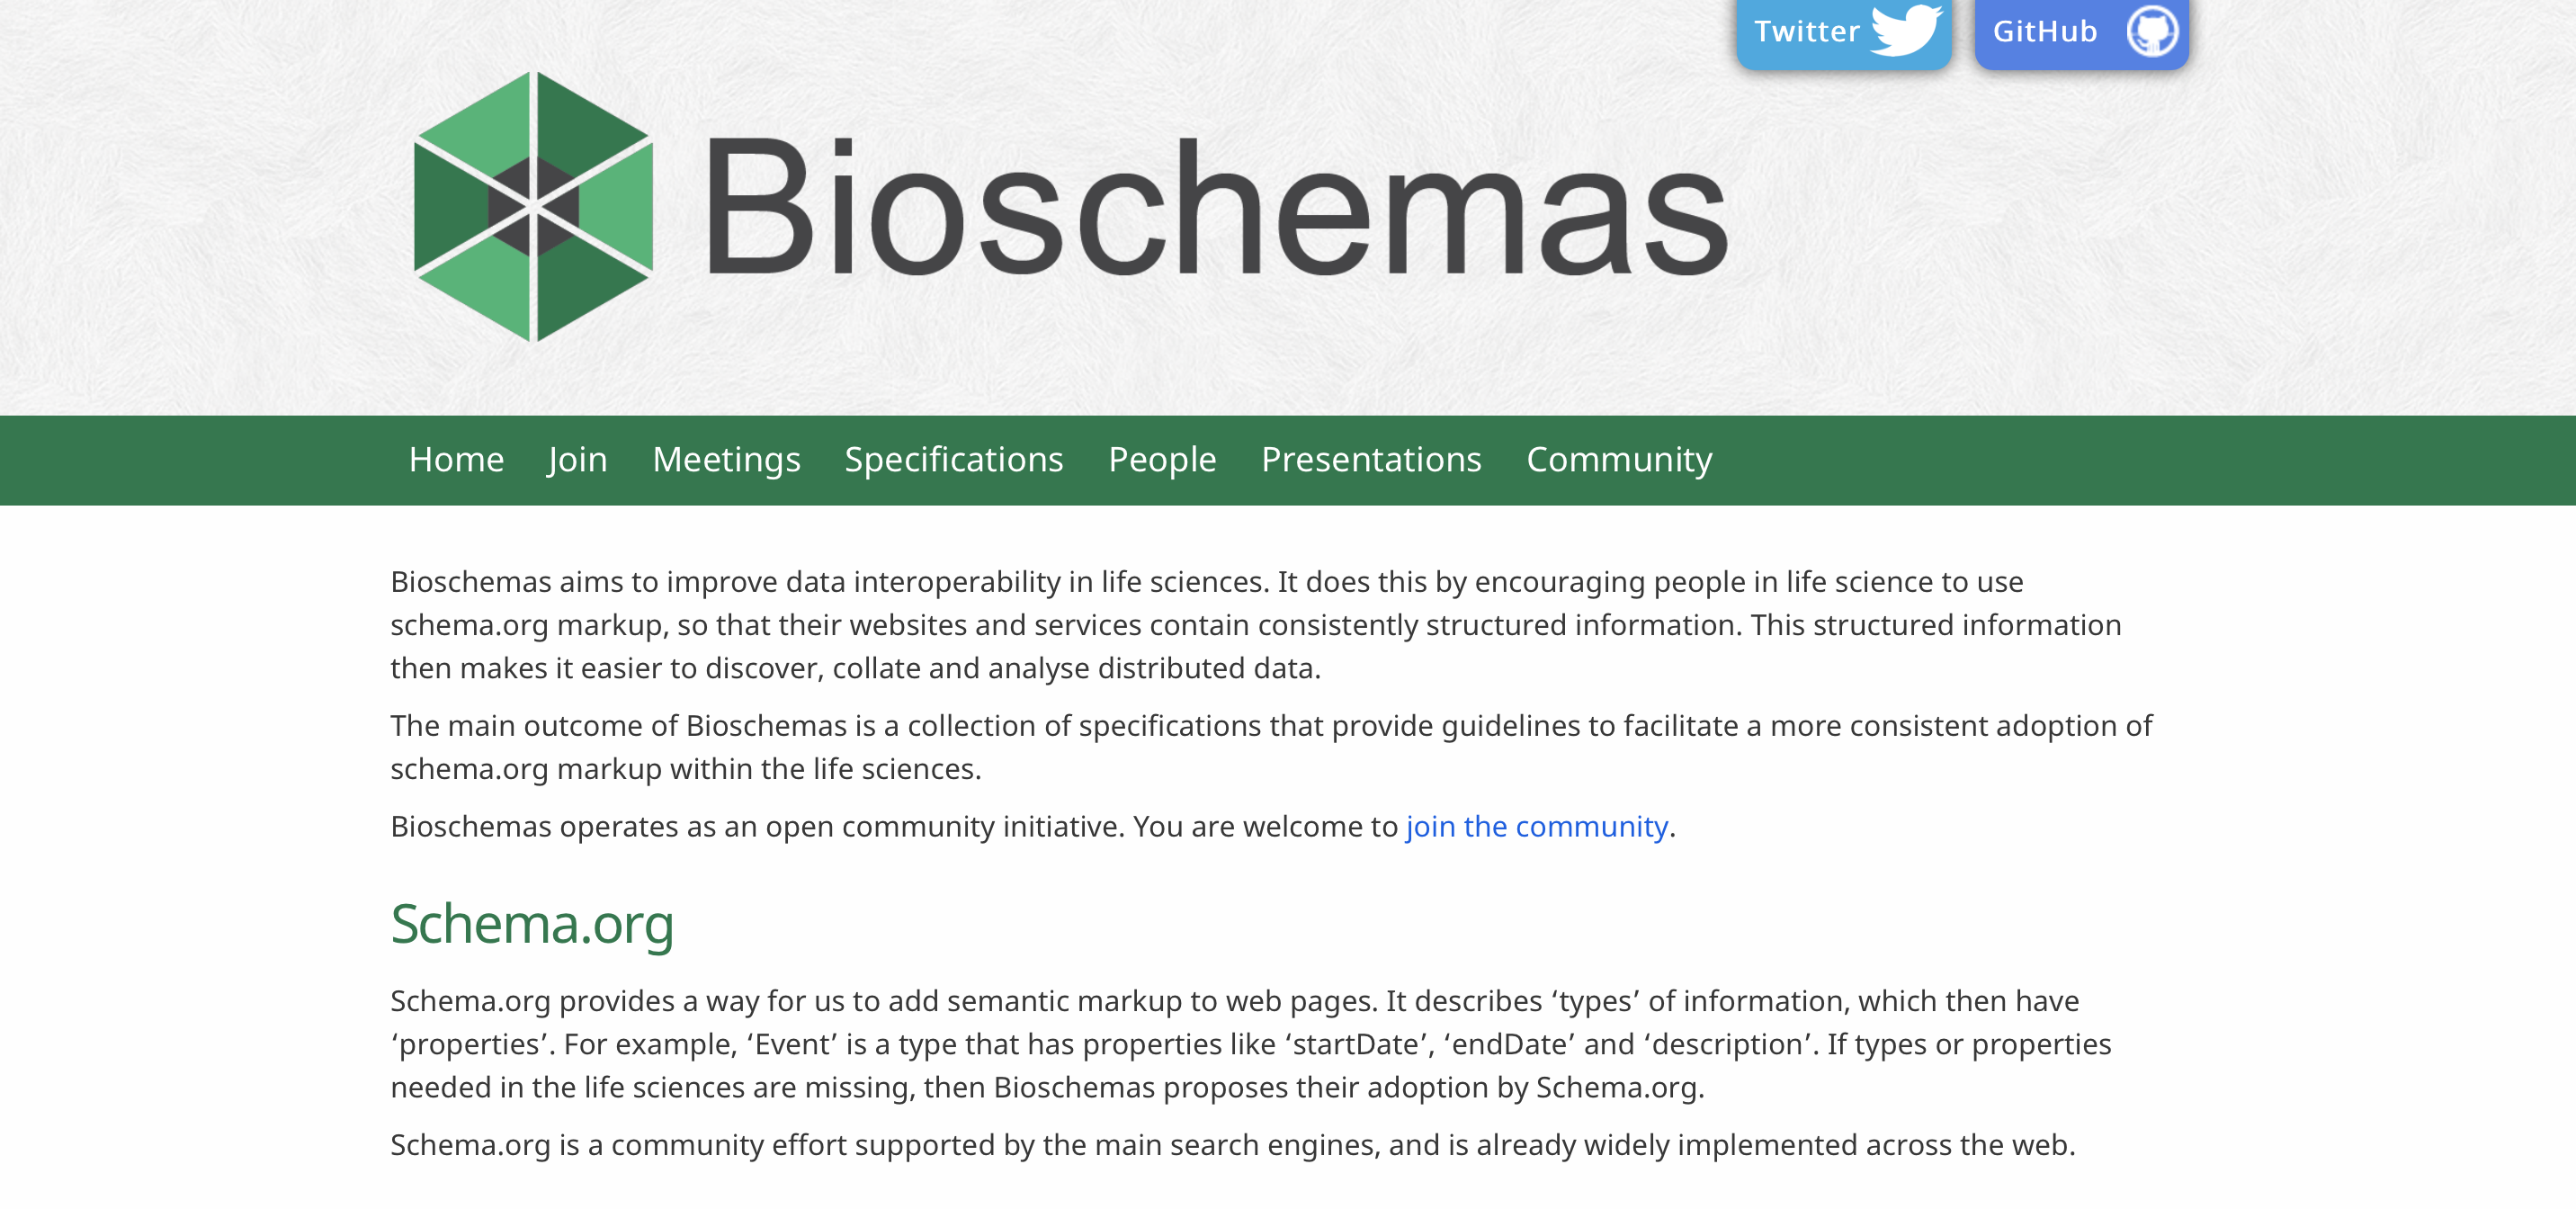 Twitter
GitHub
Bioschemas
Home Join Meetings Specifications People Presentations Community
Bioschemas aims to improve data interoperability in life sciences. It does this by encouraging people in life science to use
schema.org markup, so that their websites and services contain consistently structured information. This structured information
then makes it easier to discover, collate and analyse distributed data.
The main outcome of Bioschemas is a collection of specifications that provide guidelines to facilitate a more consistent adoption of
schema.org markup within the life sciences.
Bioschemas operates as an open community initiative. You are welcome to join the community.
Schema.org
Schema.org provides a way for us to add semantic markup to web pages. It describes ‘types’ of information, which then have
‘properties’. For example, ‘Event’ is a type that has properties like ‘startDate’, ‘endDate’ and ‘description’. If types or properties
needed in the life sciences are missing, then Bioschemas proposes their adoption by Schema.org.
Schema.org is a community effort supported by the main search engines, and is already widely implemented across the web.